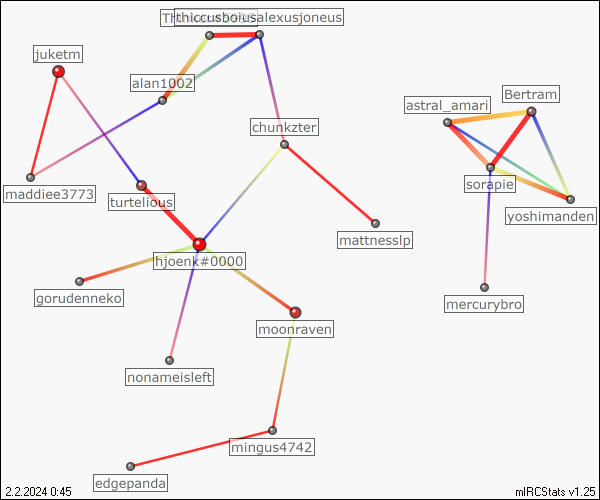 thiccurboisalexusjoneus
juketm
alan1002
Bertram
astral_amari
chunkzter
maddiee3773
sorapie
turtelious
yoshimanden
mattnesslp
hjoenk#0000
gorudenneko
mercurybro
moonraven
nonameisleft
mingus4742
edgepanda
2.2.2024 0:45
mIRCStats v1.25